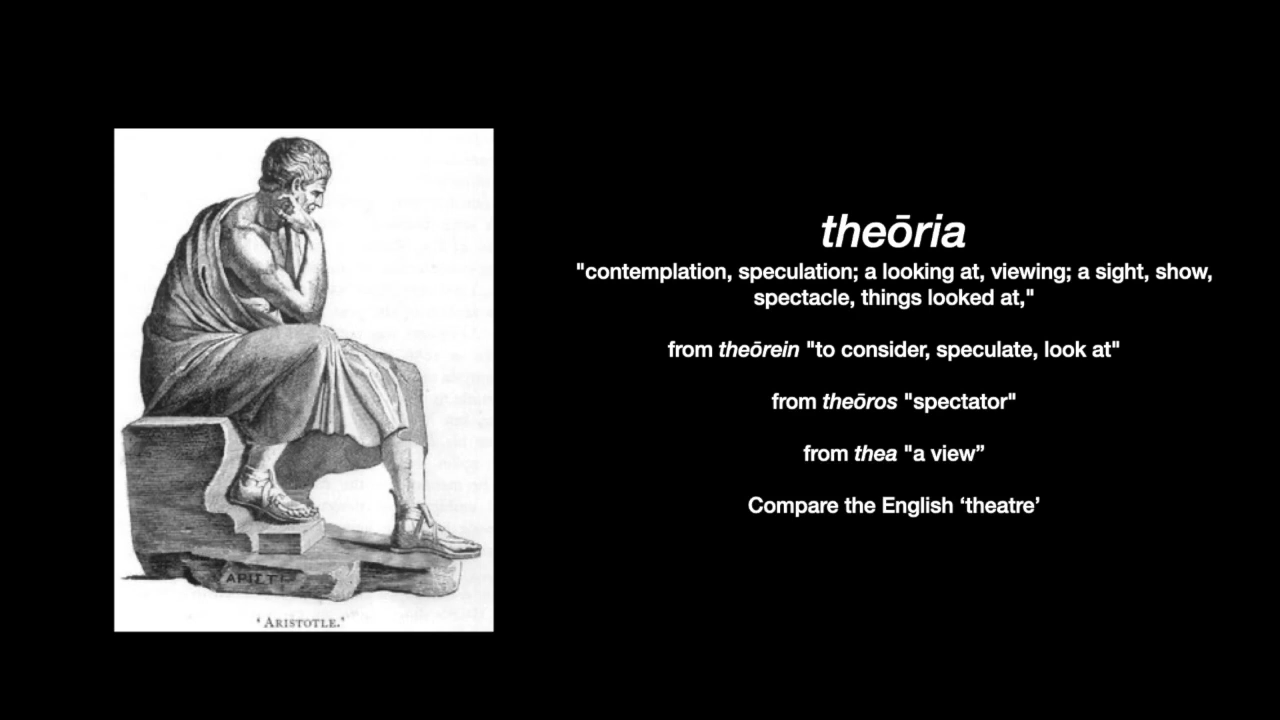 theōria
"contemplation, speculation; a looking at, viewing; a sight, show,
spectacle, things looked at,"
from theōrein "to consider, speculate, look at"
from theōros "spectator"
from thea "a view”
Compare the English ‘theatre’
ΑΡΙΣΤ
‘ARISTOTLE.’